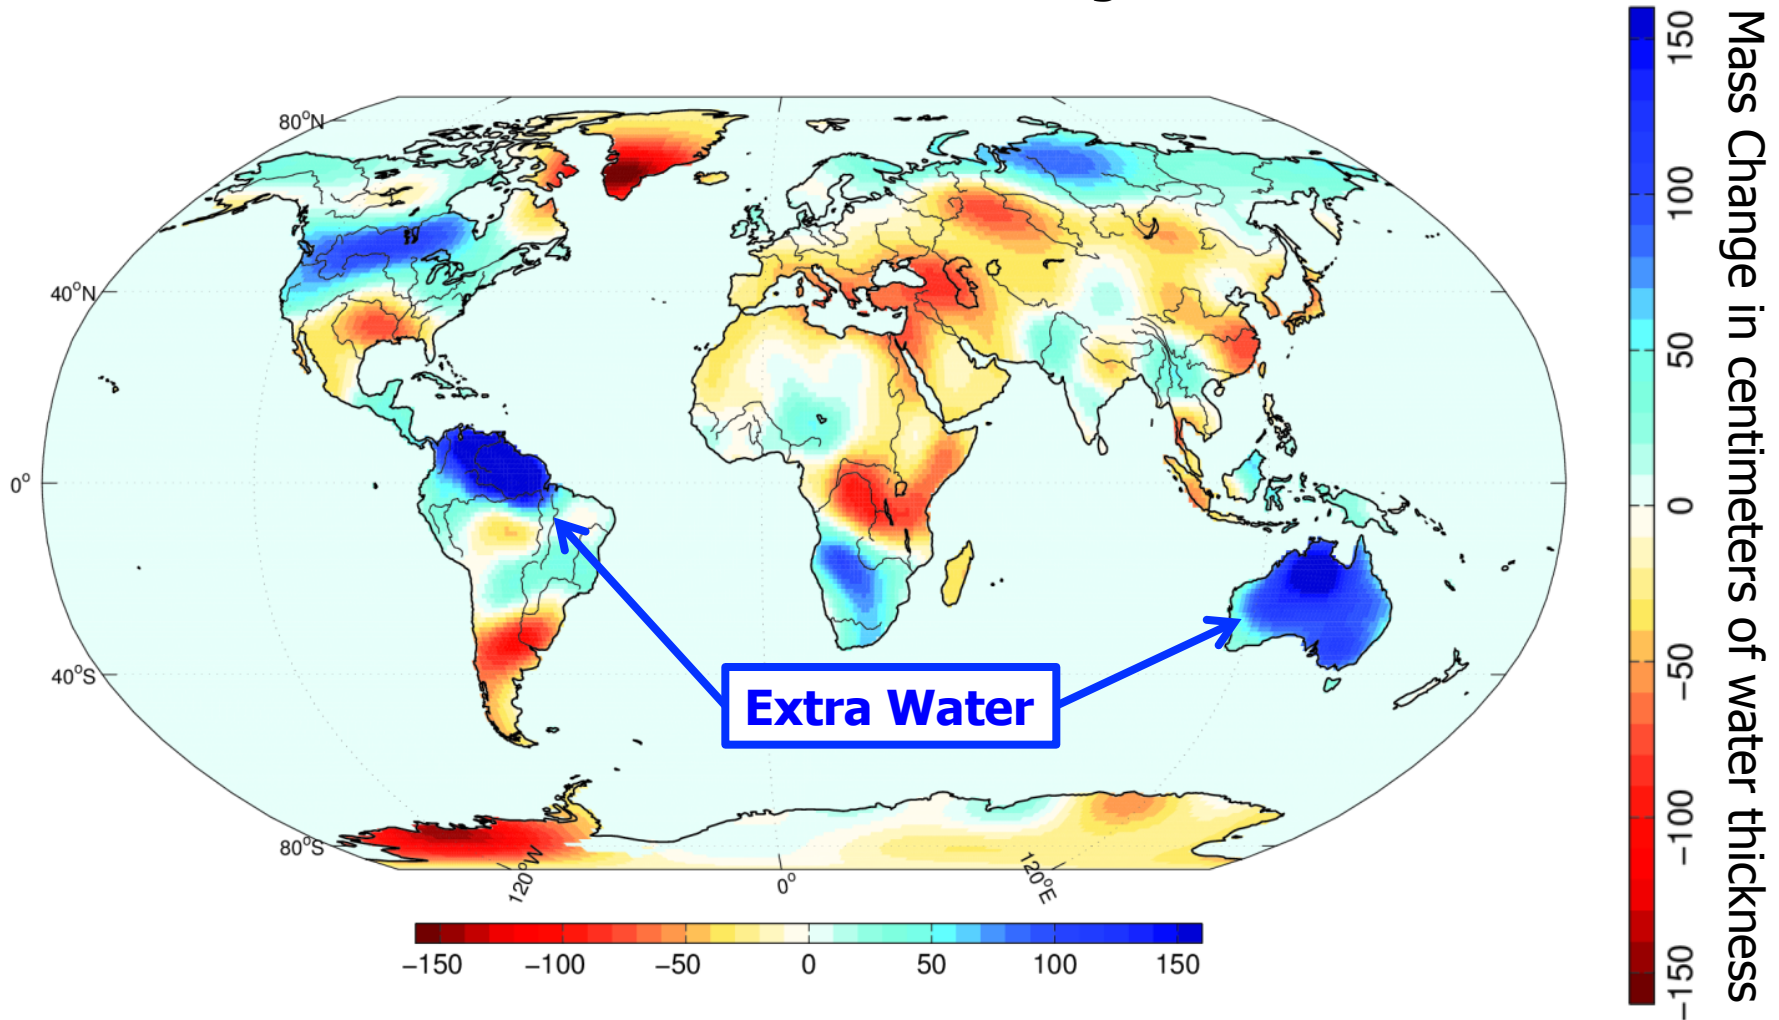 80°N
40°N
0°
40°S
80°S
120°W
0°
120°E
Extra Water
−150 −100 −50 0 50 100 150
150
100
50
0
−50
−100
−150
Mass Change in centimeters of water thickness